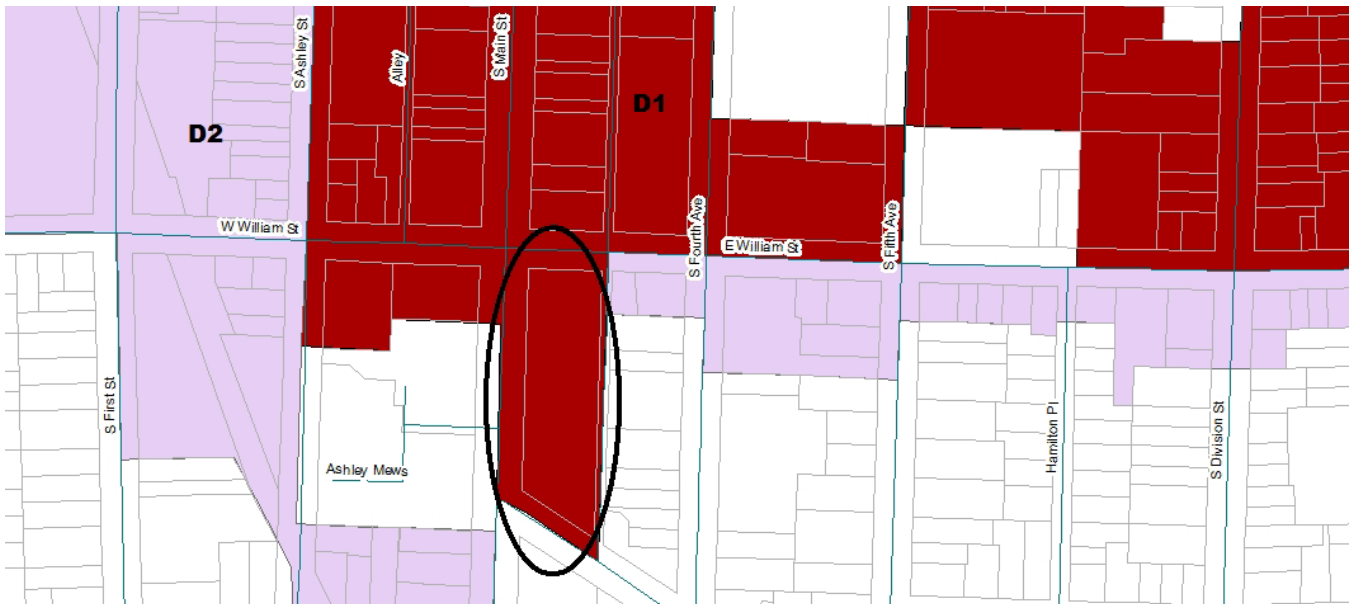 S Ashley St
Alley
S Main St
D1
D2
W William St
S Fourth Ave
E William St
S Fifth Ave
S First St
Ashley Mews
Hamilton Pl
S Division St